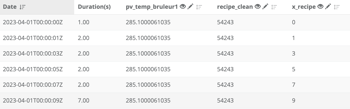 Date Duration(s) pv_temp_bruleur1 recipe_clean x_recipe
2023-04-01T00:00:00Z 1.00 285.1000061035 54243 0
2023-04-01T00:00:01Z 2.00 285.1000061035 54243 1
2023-04-01T00:00:03Z 2.00 285.1000061035 54243 3
2023-04-01T00:00:05Z 2.00 285.1000061035 54243 5
2023-04-01T00:00:07Z 2.00 285.1000061035 54243 7
2023-04-01T00:00:09Z 7.00 285.1000061035 54243 9